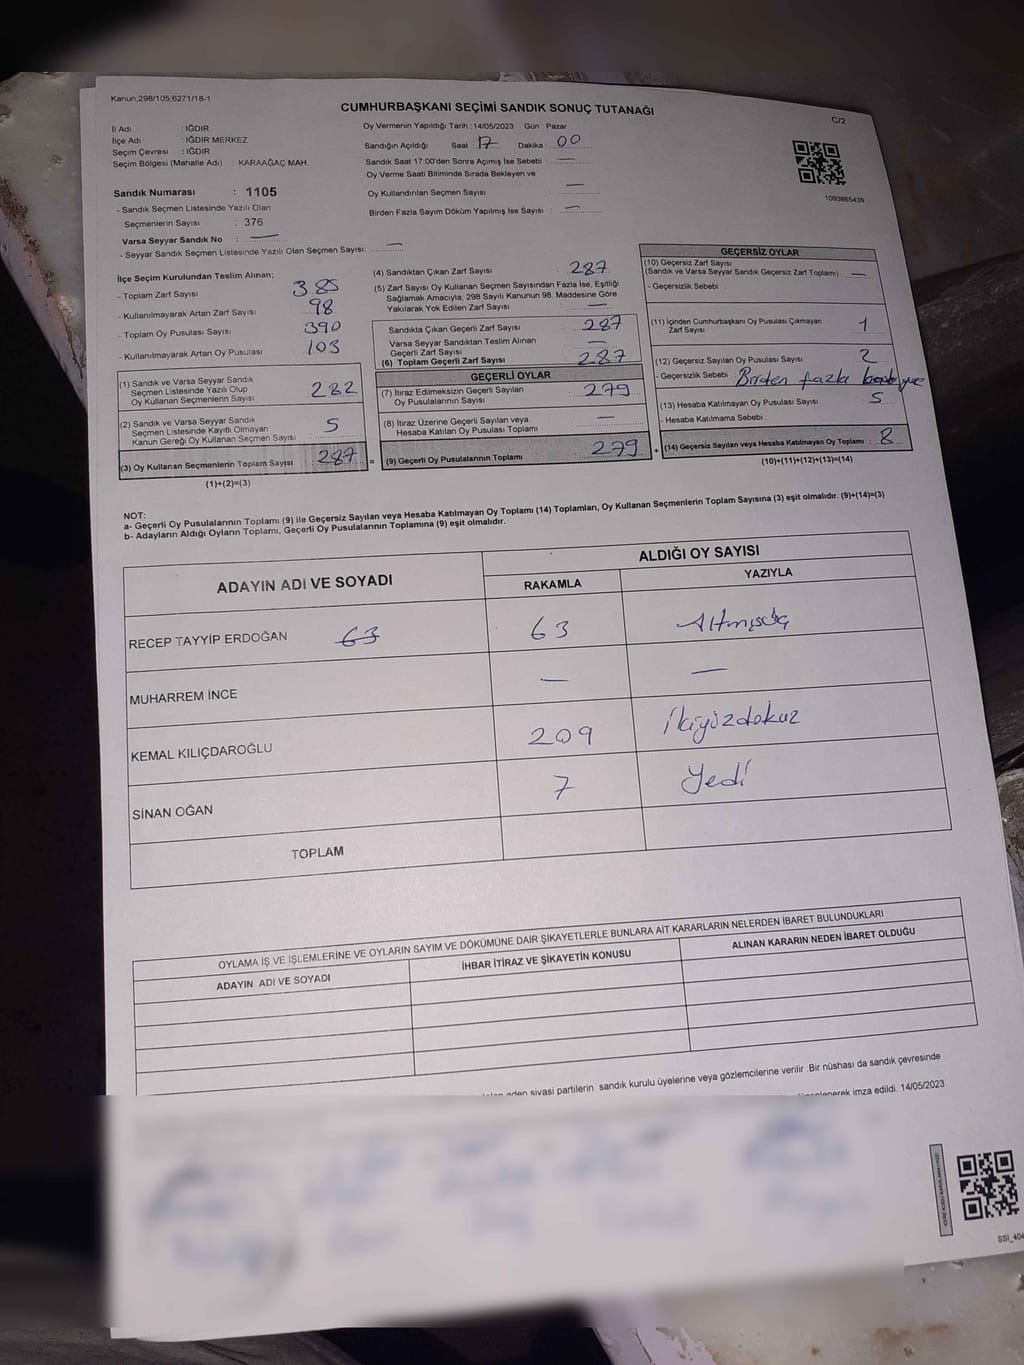 Kanun;298/105;6271/18-1
CUMHURBAŞKANI SEÇİMİ SANDIK SONUÇ TUTANAĞI
C/2
İl Adı : IĞDIR
İlçe Adı : IĞDIR MERKEZ
Seçim Çevresi : IĞDIR
Seçim Bölgesi (Mahalle Adı) : KARAAĞAÇ MAH.
Oy Vermenin Yapıldığı Tarih : 14/05/2023 Gün : Pazar
Sandığın Açıldığı Saat 17 Dakika 00
Sandık Saat 17:00'den Sonra Açımış İse Sebebi : —
Oy Verme Saati Bitiminde Sırada Bekleyen ve
Oy Kullandırılan Seçmen Sayısı —
Birden Fazla Sayım Döküm Yapılmış İse Sayısı : —
1093865439
Sandık Numarası : 1105
- Sandık Seçmen Listesinde Yazılı Olan
Seçmenlerin Sayısı : 376
Varsa Seyyar Sandık No : —
- Seyyar Sandık Seçmen Listesinde Yazılı Olan Seçmen Sayısı: —
İlçe Seçim Kurulundan Teslim Alınan;
- Toplam Zarf Sayısı 385
- Kullanılmayarak Artan Zarf Sayısı 98
- Toplam Oy Pusulası Sayısı 390
- Kullanılmayarak Artan Oy Pusulası : 103
(1) Sandık ve Varsa Seyyar Sandık
Seçmen Listesinde Yazılı Olup
Oy Kullanan Seçmenlerin Sayısı : 282
(2) Sandık ve Varsa Seyyar Sandık
Seçmen Listesinde Kayıtlı Olmayan
Kanun Gereği Oy Kullanan Seçmen Sayısı : 5
(3) Oy Kullanan Seçmenlerin Toplam Sayısı : 287
(1)+(2)=(3)
(4) Sandıktan Çıkan Zarf Sayısı : 287
(5) Zarf Sayısı Oy Kullanan Seçmen Sayısından Fazla İse, Eşitliği
Sağlamak Amacıyla; 298 Sayılı Kanunun 98. Maddesine Göre
Yakılarak Yok Edilen Zarf Sayısı : —
Sandıkta Çıkan Geçerli Zarf Sayısı : 287
Varsa Seyyar Sandıktan Teslim Alınan
Geçerli Zarf Sayısı : —
(6) Toplam Geçerli Zarf Sayısı : 287
GEÇERLİ OYLAR
(7) İtiraz Edilmeksizin Geçerli Sayılan
Oy Pusulalarının Sayısı : 279
(8) İtiraz Üzerine Geçerli Sayılan veya
Hesaba Katılan Oy Pusulası Toplamı : —
= (9) Geçerli Oy Pusulalarının Toplamı 279
GEÇERSİZ OYLAR
(10) Geçersiz Zarf Sayısı
(Sandık ve Varsa Seyyar Sandık Geçersiz Zarf Toplamı) : —
- Geçersizlik Sebebi :
(11) İçinden Cumhurbaşkanı Oy Pusulası Çıkmayan
Zarf Sayısı 1
(12) Geçersiz Sayılan Oy Pusulası Sayısı : 2
- Geçersizlik Sebebi : Birden fazla
(13) Hesaba Katılmayan Oy Pusulası Sayısı : 5
- Hesaba Katılmama Sebebi :
+ (14) Geçersiz Sayılan veya Hesaba Katılmayan Oy Toplamı : 8
(10)+(11)+(12)+(13)=(14)
NOT:
a- Geçerli Oy Pusulalarının Toplamı (9) ile Geçersiz Sayılan veya Hesaba Katılmayan Oy Toplamı (14) Toplamları, Oy Kullanan Seçmenlerin Toplam Sayısına (3) eşit olmalıdır. (9)+(14)=(3)
b- Adayların Aldığı Oyların Toplamı, Geçerli Oy Pusulalarının Toplamına (9) eşit olmalıdır.
ADAYIN ADI VE SOYADI
ALDIĞI OY SAYISI
RAKAMLA YAZIYLA
RECEP TAYYİP ERDOĞAN 63 63 Altmışüç
MUHARREM İNCE — —
KEMAL KILIÇDAROĞLU 209 ikiyüzdokuz
SİNAN OĞAN 7 Yedi
TOPLAM
OYLAMA İŞ VE İŞLEMLERİNE VE OYLARIN SAYIM VE DÖKÜMÜNE DAİR ŞİKAYETLERLE BUNLARA AİT KARARLARIN NELERDEN İBARET BULUNDUKLARI
ADAYIN ADI VE SOYADI İHBAR İTİRAZ VE ŞİKAYETİN KONUSU ALINAN KARARIN NEDEN İBARET OLDUĞU
eden siyasi partilerin sandık kurulu üyelerine veya gözlemcilerine verilir. Bir nüshası da sandık çevresinde
imza edildi. 14/05/2023
SSİ_404